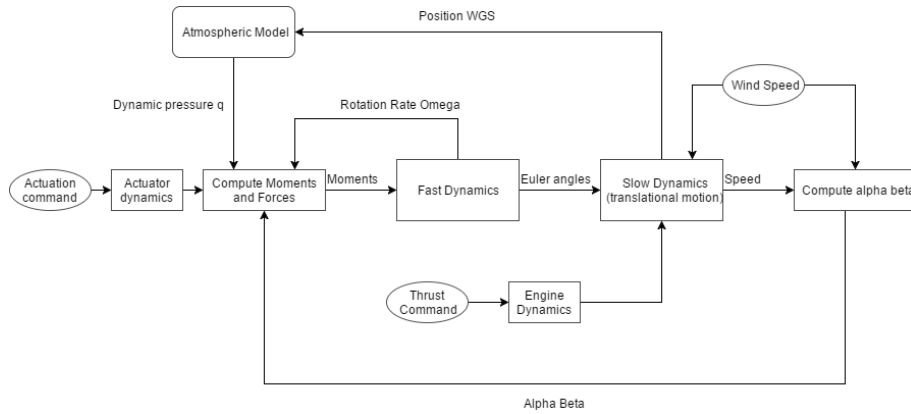 Position WGS
Atmospheric Model
Wind Speed
Dynamic pressure q
Rotation Rate Omega
Actuation
command
Actuator
dynamics
Compute Moments
and Forces
Moments
Fast Dynamics
Euler angles
Slow Dynamics
(translational motion)
Speed
Compute alpha beta
Thrust
Command
Engine
Dynamics
Alpha Beta